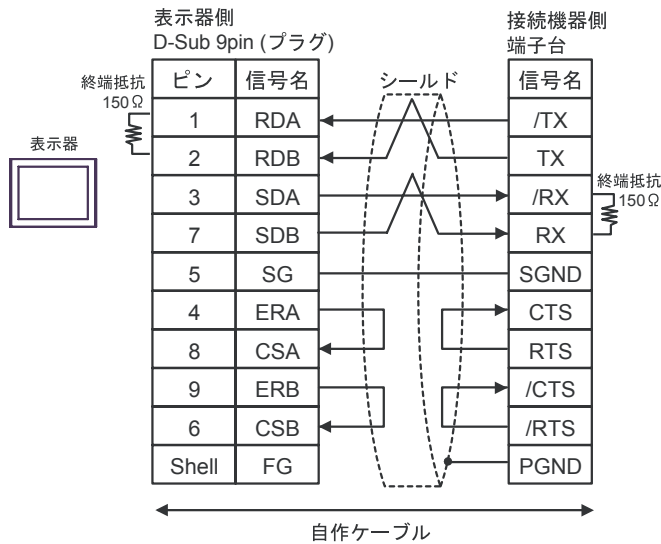 表示器側
D-Sub 9pin (プラグ)
接続機器側
端子台
終端抵抗
150Ω
表示器
シールド
ピン 信号名 信号名
1 RDA /TX
2 RDB TX
3 SDA /RX
7 SDB RX
5 SG SGND
4 ERA CTS
8 CSA RTS
9 ERB /CTS
6 CSB /RTS
Shell FG PGND
終端抵抗
150Ω
自作ケーブル